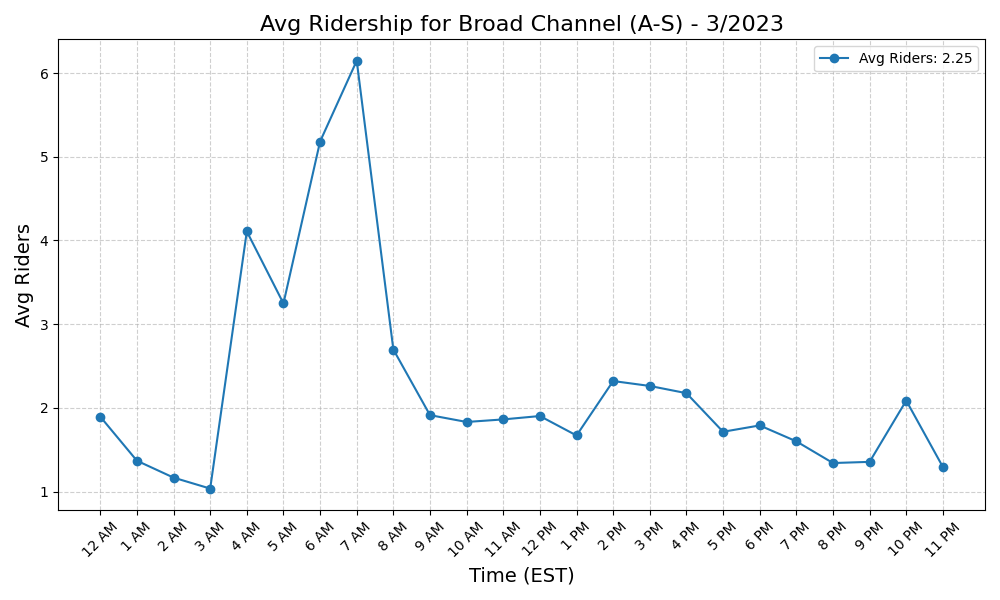 Avg Ridership for Broad Channel (A-S) - 3/2023
Avg Riders: 2.25
Avg Riders
6
5
4
3
2
1
12 AM
1 AM
2 AM
3 AM
4 AM
5 AM
6 AM
7 AM
8 AM
9 AM
10 AM
11 AM
12 PM
1 PM
2 PM
3 PM
4 PM
5 PM
6 PM
7 PM
8 PM
9 PM
10 PM
11 PM
Time (EST)